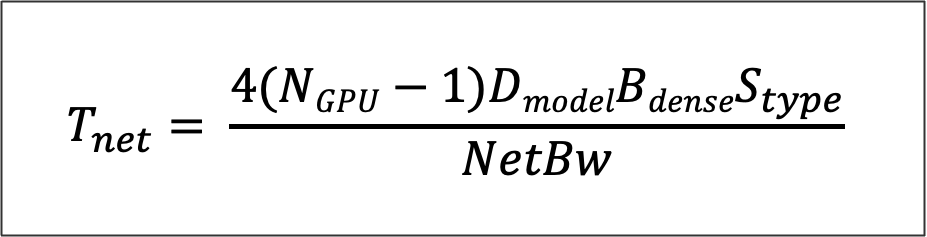 T_net = 4(N_GPU − 1)D_model B_dense S_type / NetBw